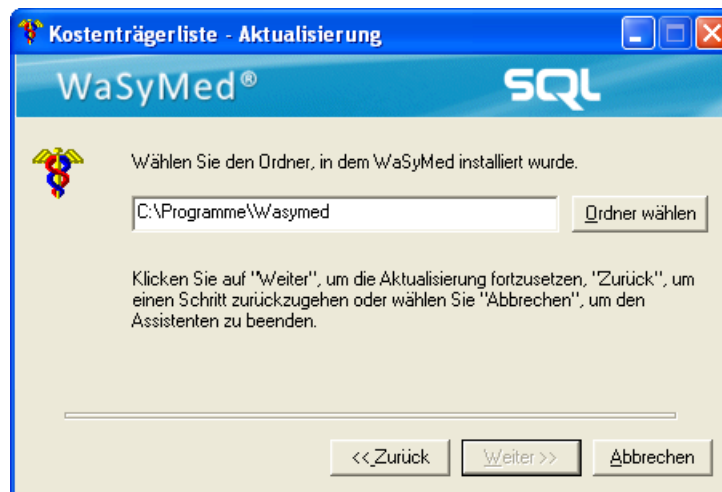 Kostenträgerliste - Aktualisierung
WaSyMed® SQL
Wählen Sie den Ordner, in dem WaSyMed installiert wurde.
C:\Programme\Wasymed
Ordner wählen
Klicken Sie auf "Weiter", um die Aktualisierung fortzusetzen, "Zurück", um
einen Schritt zurückzugehen oder wählen Sie "Abbrechen", um den
Assistenten zu beenden.
<< Zurück
Weiter >>
Abbrechen